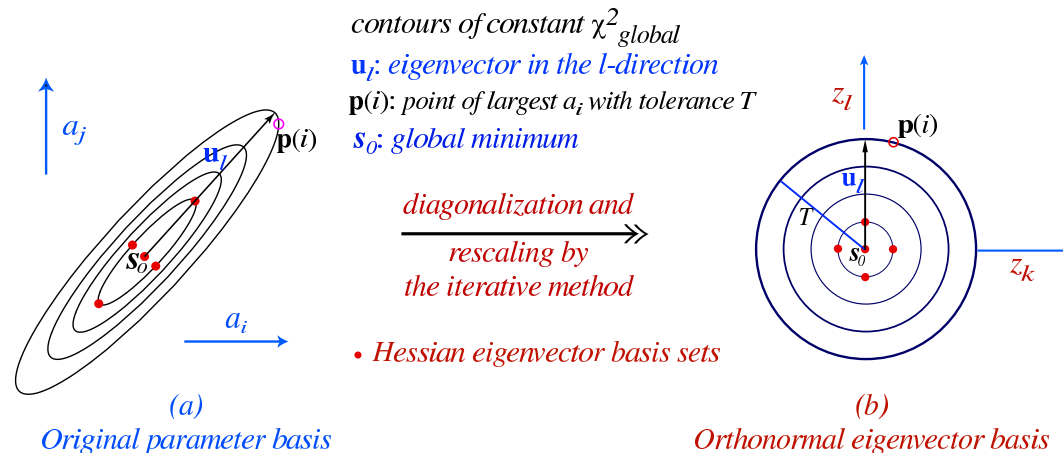 contours of constant χ²global
u_l: eigenvector in the l-direction
p(i): point of largest a_i with tolerance T
s_0: global minimum
a_j
u_l
p(i)
s_0
a_i
diagonalization and
rescaling by
the iterative method
• Hessian eigenvector basis sets
z_l
p(i)
u_l
T
s_0
z_k
(a)
Original parameter basis
(b)
Orthonormal eigenvector basis